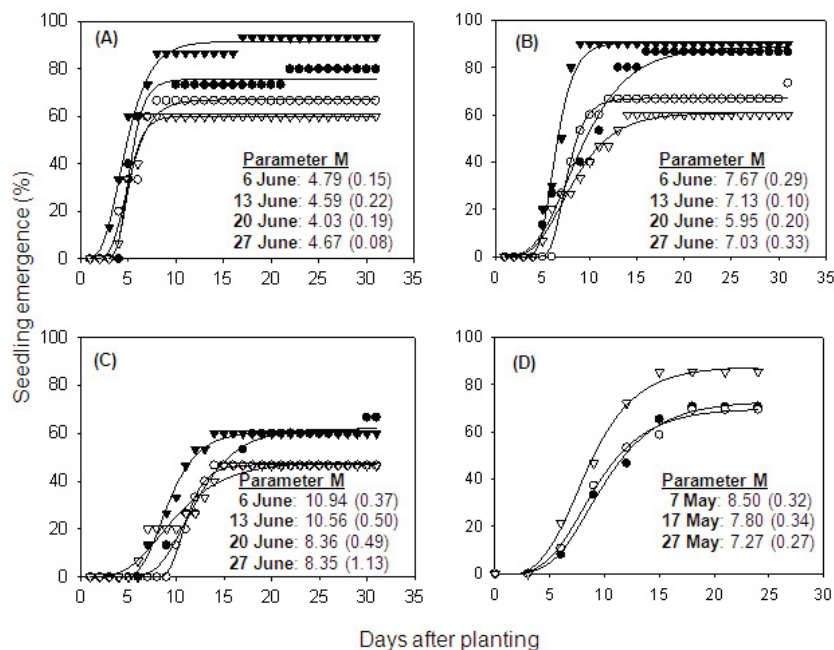 (A)
100
80
60
40
20
0
Parameter M
6 June: 4.79 (0.15)
13 June: 4.59 (0.22)
20 June: 4.03 (0.19)
27 June: 4.67 (0.08)
0 5 10 15 20 25 30 35
(B)
100
80
60
40
20
0
Parameter M
6 June: 7.67 (0.29)
13 June: 7.13 (0.10)
20 June: 5.95 (0.20)
27 June: 7.03 (0.33)
0 5 10 15 20 25 30 35
Seedling emergence (%)
(C)
100
80
60
40
20
0
Parameter M
6 June: 10.94 (0.37)
13 June: 10.56 (0.50)
20 June: 8.36 (0.49)
27 June: 8.35 (1.13)
0 5 10 15 20 25 30 35
(D)
100
80
60
40
20
0
Parameter M
7 May: 8.50 (0.32)
17 May: 7.80 (0.34)
27 May: 7.27 (0.27)
0 5 10 15 20 25 30
Days after planting